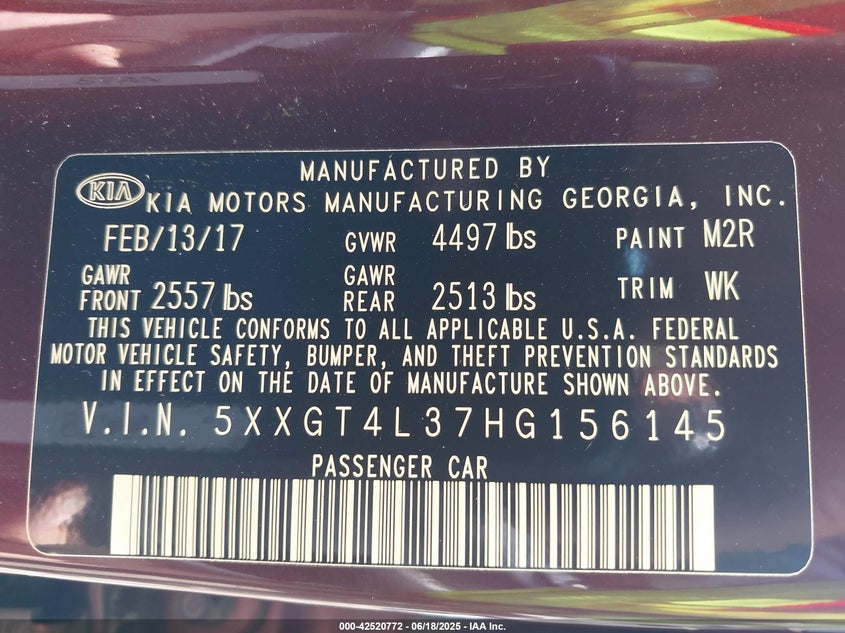 MANUFACTURED BY
KIA KIA MOTORS MANUFACTURING GEORGIA, INC.
FEB/13/17 GVWR 4497 lbs PAINT M2R
GAWR FRONT 2557 lbs GAWR REAR 2513 lbs TRIM WK
THIS VEHICLE CONFORMS TO ALL APPLICABLE U.S.A. FEDERAL
MOTOR VEHICLE SAFETY, BUMPER, AND THEFT PREVENTION STANDARDS
IN EFFECT ON THE DATE OF MANUFACTURE SHOWN ABOVE.
V.I.N. 5XXGT4L37HG156145
PASSENGER CAR
000-42520772 - 06/18/2025 - IAA Inc.